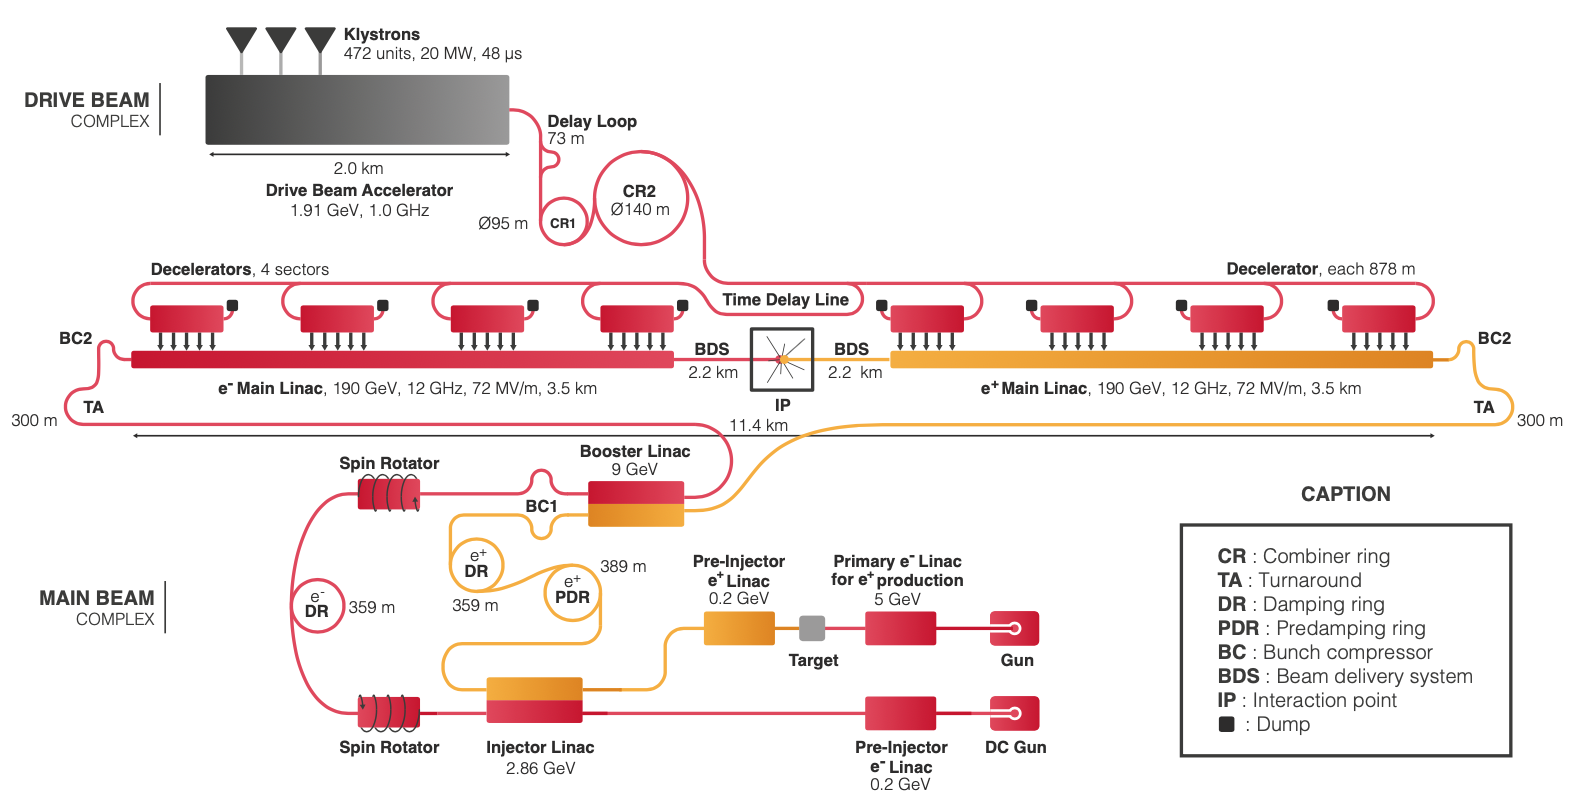 Klystrons
472 units, 20 MW, 48 µs
DRIVE BEAM
COMPLEX
Delay Loop
73 m
2.0 km
Drive Beam Accelerator
1.91 GeV, 1.0 GHz
CR2
Ø140 m
Ø95 m
CR1
Decelerators, 4 sectors
Decelerator, each 878 m
Time Delay Line
BC2
BDS
2.2 km
BDS
2.2 km
BC2
e- Main Linac, 190 GeV, 12 GHz, 72 MV/m, 3.5 km
IP
e+ Main Linac, 190 GeV, 12 GHz, 72 MV/m, 3.5 km
TA
300 m
TA
300 m
11.4 km
Booster Linac
9 GeV
Spin Rotator
BC1
CAPTION
CR : Combiner ring
TA : Turnaround
DR : Damping ring
PDR : Predamping ring
BC : Bunch compressor
BDS : Beam delivery system
IP : Interaction point
: Dump
MAIN BEAM
COMPLEX
e-
DR
359 m
e+
DR
359 m
e+
PDR
389 m
Pre-Injector
e+ Linac
0.2 GeV
Primary e- Linac
for e+ production
5 GeV
Target
Gun
Spin Rotator
Injector Linac
2.86 GeV
Pre-Injector
e- Linac
0.2 GeV
DC Gun